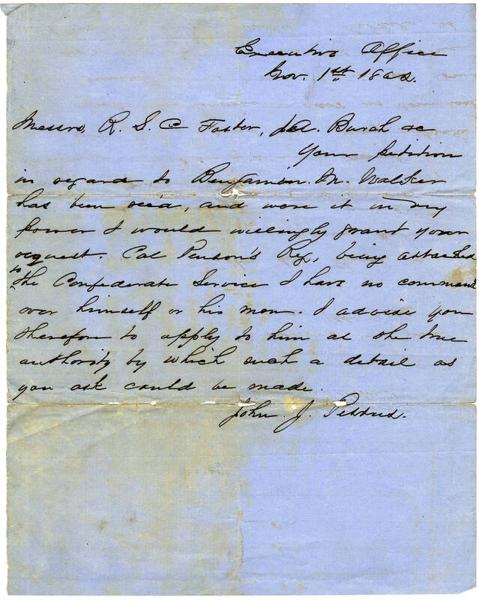 Executive Office
Nov. 1st 1862.
Messrs, R. S. C Foster, Burch &c
Your petition
in regard to Benjamin M. Walker
has been rec'd, and were it in my
power I would willingly grant your
request. Col Person's Reg, being attached
to the Confederate Service I have no command
over himself or his men. I advise you
therefore to apply to him as the true
authority by which such a detail as
you ask could be made.
John J. Pettus.